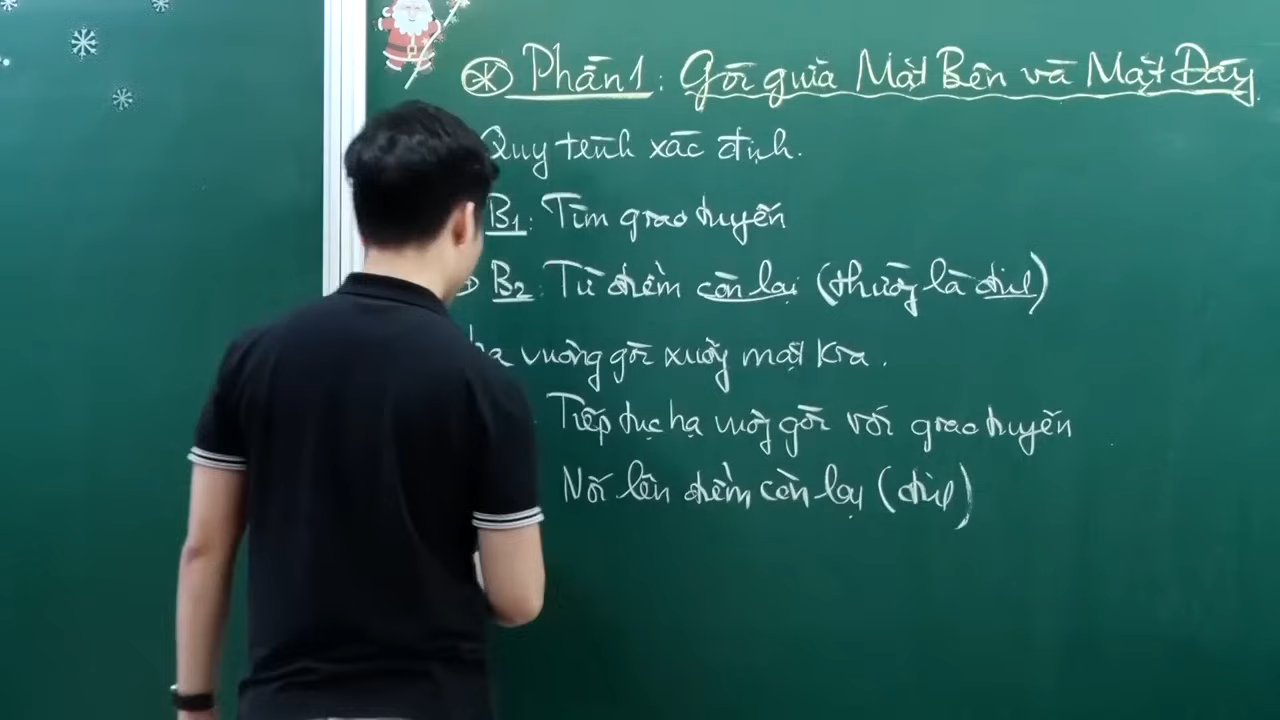 Phần 1: Góc giữa Mặt Bên và Mặt Đáy
Quy trình xác định.
B1: Tìm giao tuyến
B2: Từ điểm còn lại (thường là đỉnh)
hạ vuông góc xuống mặt kia.
Tiếp tục hạ vuông góc với giao tuyến
Nối lên điểm còn lại (đỉnh)